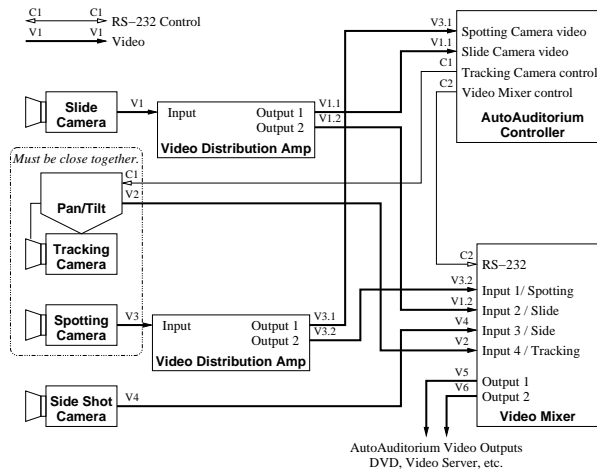 C1 C1
RS-232 Control
V1 V1
Video
V3.1
Spotting Camera video
V1.1
Slide Camera video
C1
Tracking Camera control
C2
Video Mixer control
AutoAuditorium
Controller
Slide
Camera
V1
Input
Output 1
Output 2
Video Distribution Amp
V1.1
V1.2
Must be close together.
C1
V2
Pan/Tilt
Tracking
Camera
Spotting
Camera
V3
Input
Output 1
Output 2
Video Distribution Amp
V3.1
V3.2
Side Shot
Camera
V4
C2
RS-232
V3.2
Input 1/ Spotting
V1.2
Input 2 / Slide
V4
Input 3 / Side
V2
Input 4 / Tracking
V5
Output 1
V6
Output 2
Video Mixer
AutoAuditorium Video Outputs
DVD, Video Server, etc.